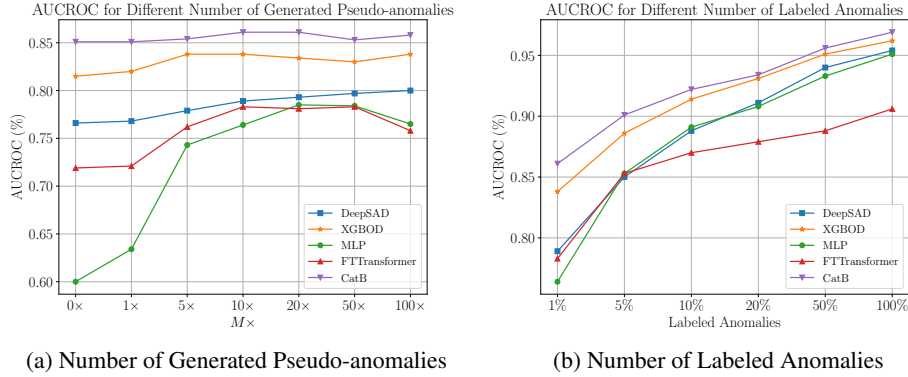 AUCROC for Different Number of Generated Pseudo-anomalies
AUCROC (%)
0.85
0.80
0.75
0.70
0.65
0.60
DeepSAD
XGBOD
MLP
FTTransformer
CatB
0× 1× 5× 10× 20× 50× 100×
M×
(a) Number of Generated Pseudo-anomalies
AUCROC for Different Number of Labeled Anomalies
AUCROC (%)
0.95
0.90
0.85
0.80
DeepSAD
XGBOD
MLP
FTTransformer
CatB
1% 5% 10% 20% 50% 100%
Labeled Anomalies
(b) Number of Labeled Anomalies